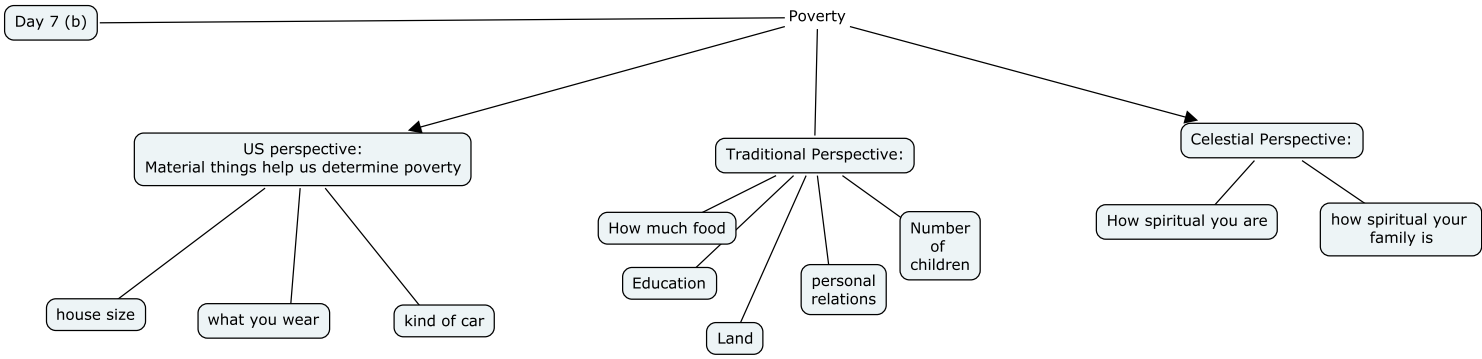 Day 7 (b)
Poverty
US perspective:
Material things help us determine poverty
Traditional Perspective:
Celestial Perspective:
How much food
Education
Land
personal
relations
Number
of
children
How spiritual you are
how spiritual your
family is
house size
what you wear
kind of car